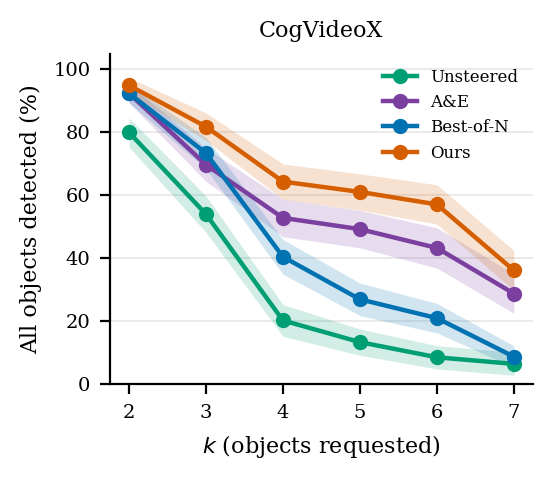 CogVideoX
All objects detected (%)
100
80
60
40
20
0
Unsteered
A&E
Best-of-N
Ours
2 3 4 5 6 7
k (objects requested)